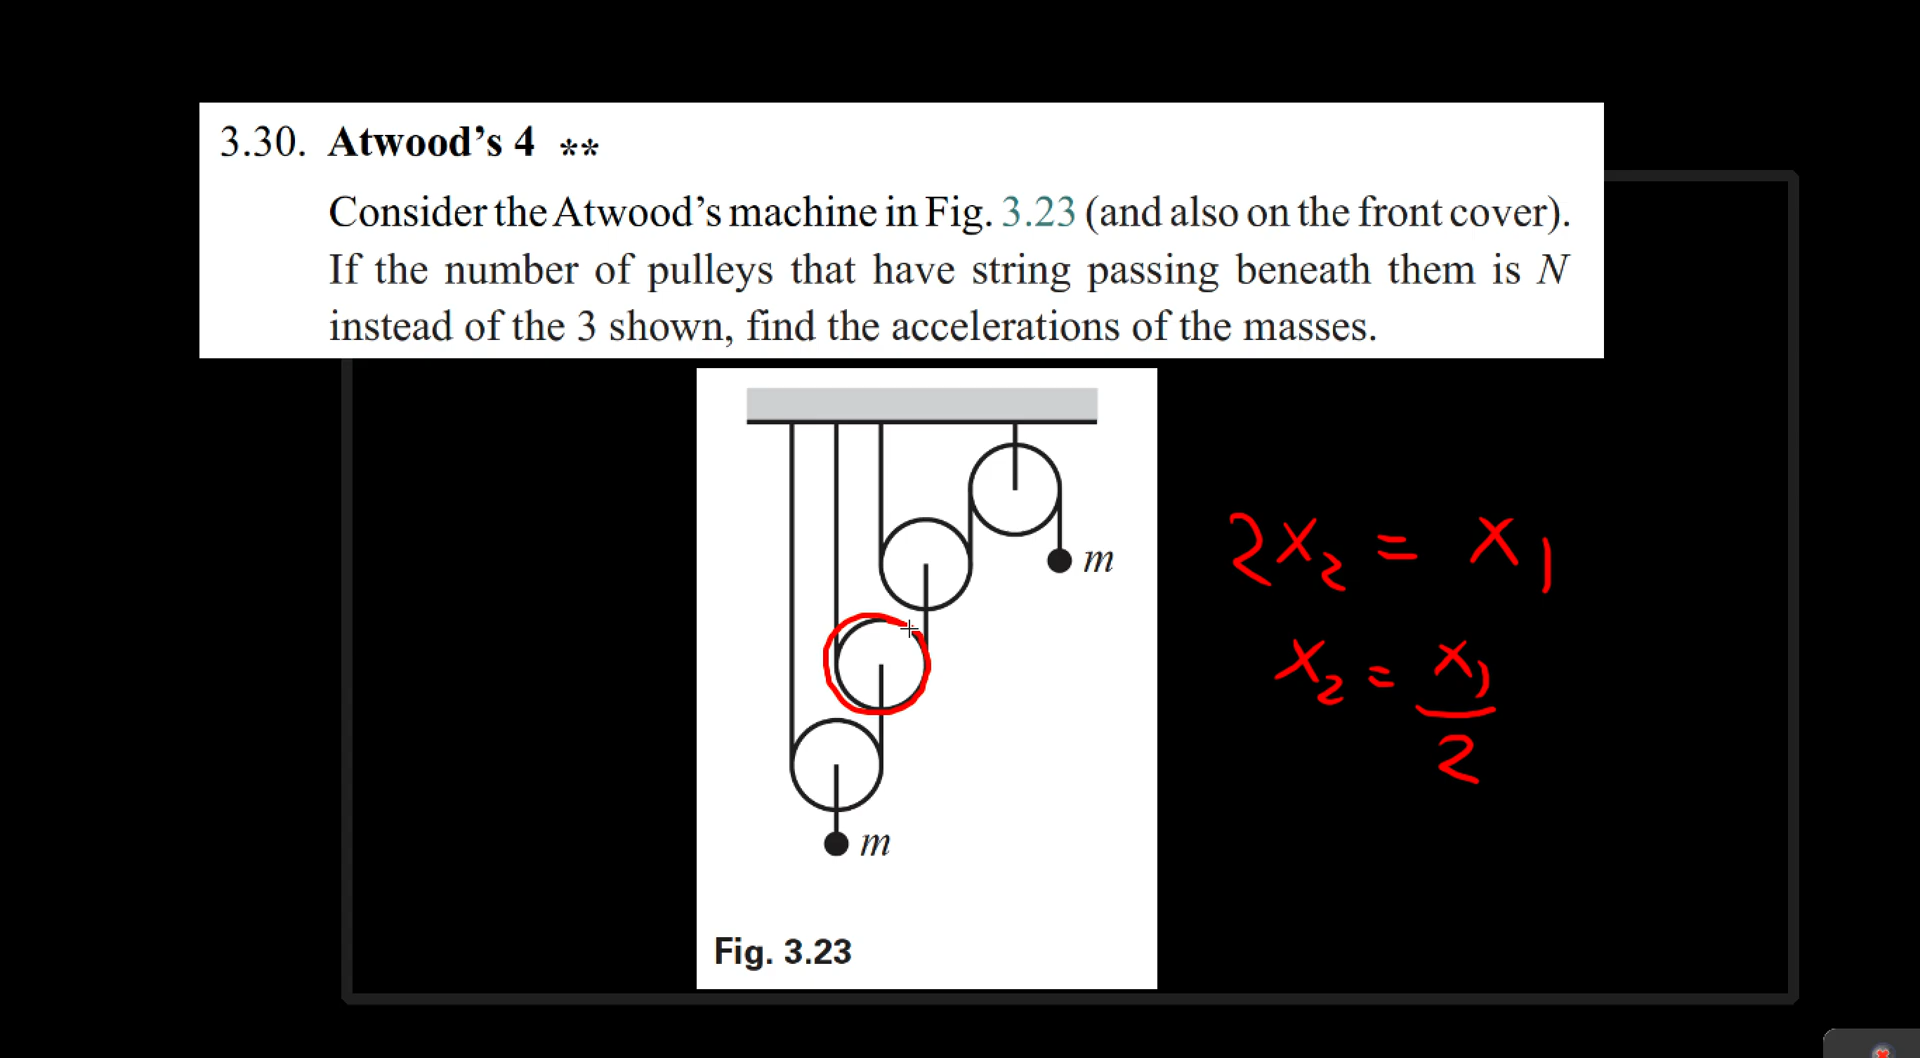 3.30. Atwood's 4 **
Consider the Atwood's machine in Fig. 3.23 (and also on the front cover).
If the number of pulleys that have string passing beneath them is N
instead of the 3 shown, find the accelerations of the masses.
m
2x₂ = x₁
x₂ = x₁/2
m
Fig. 3.23